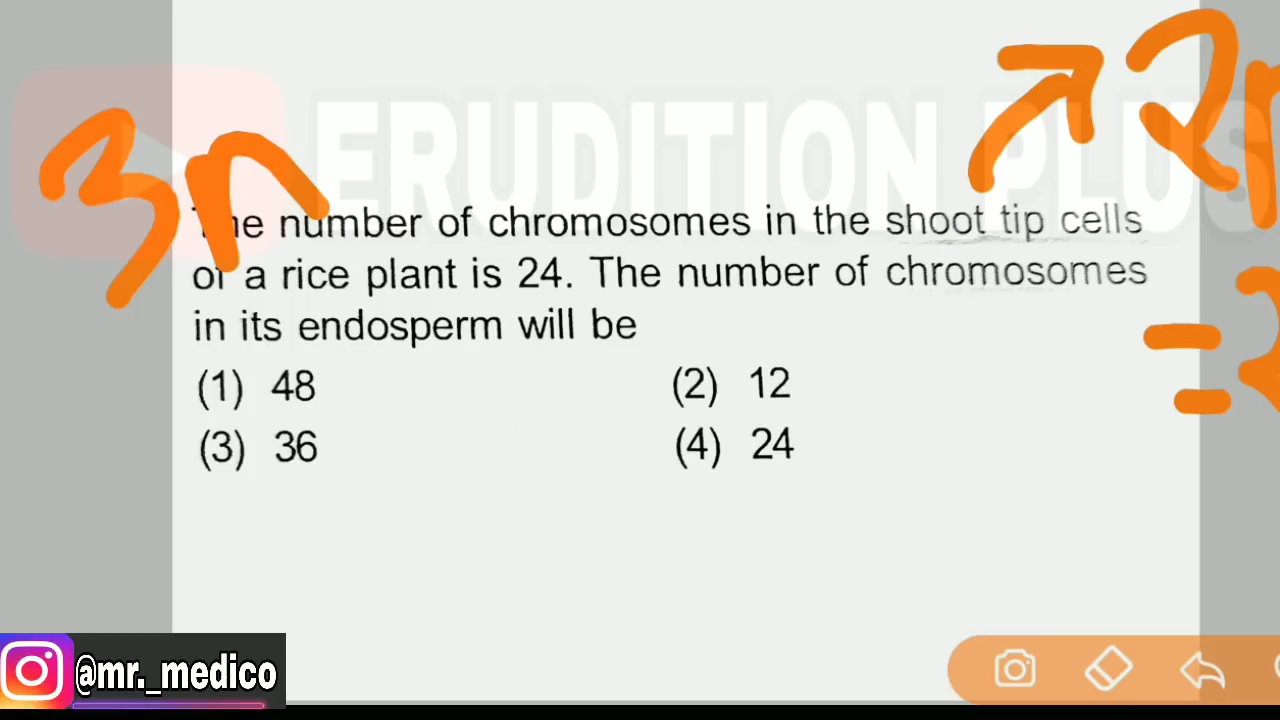 ERUDITION PLUS
3n
2n
The number of chromosomes in the shoot tip cells
of a rice plant is 24. The number of chromosomes
in its endosperm will be
=
(1) 48
(2) 12
(3) 36
(4) 24
@mr._medico